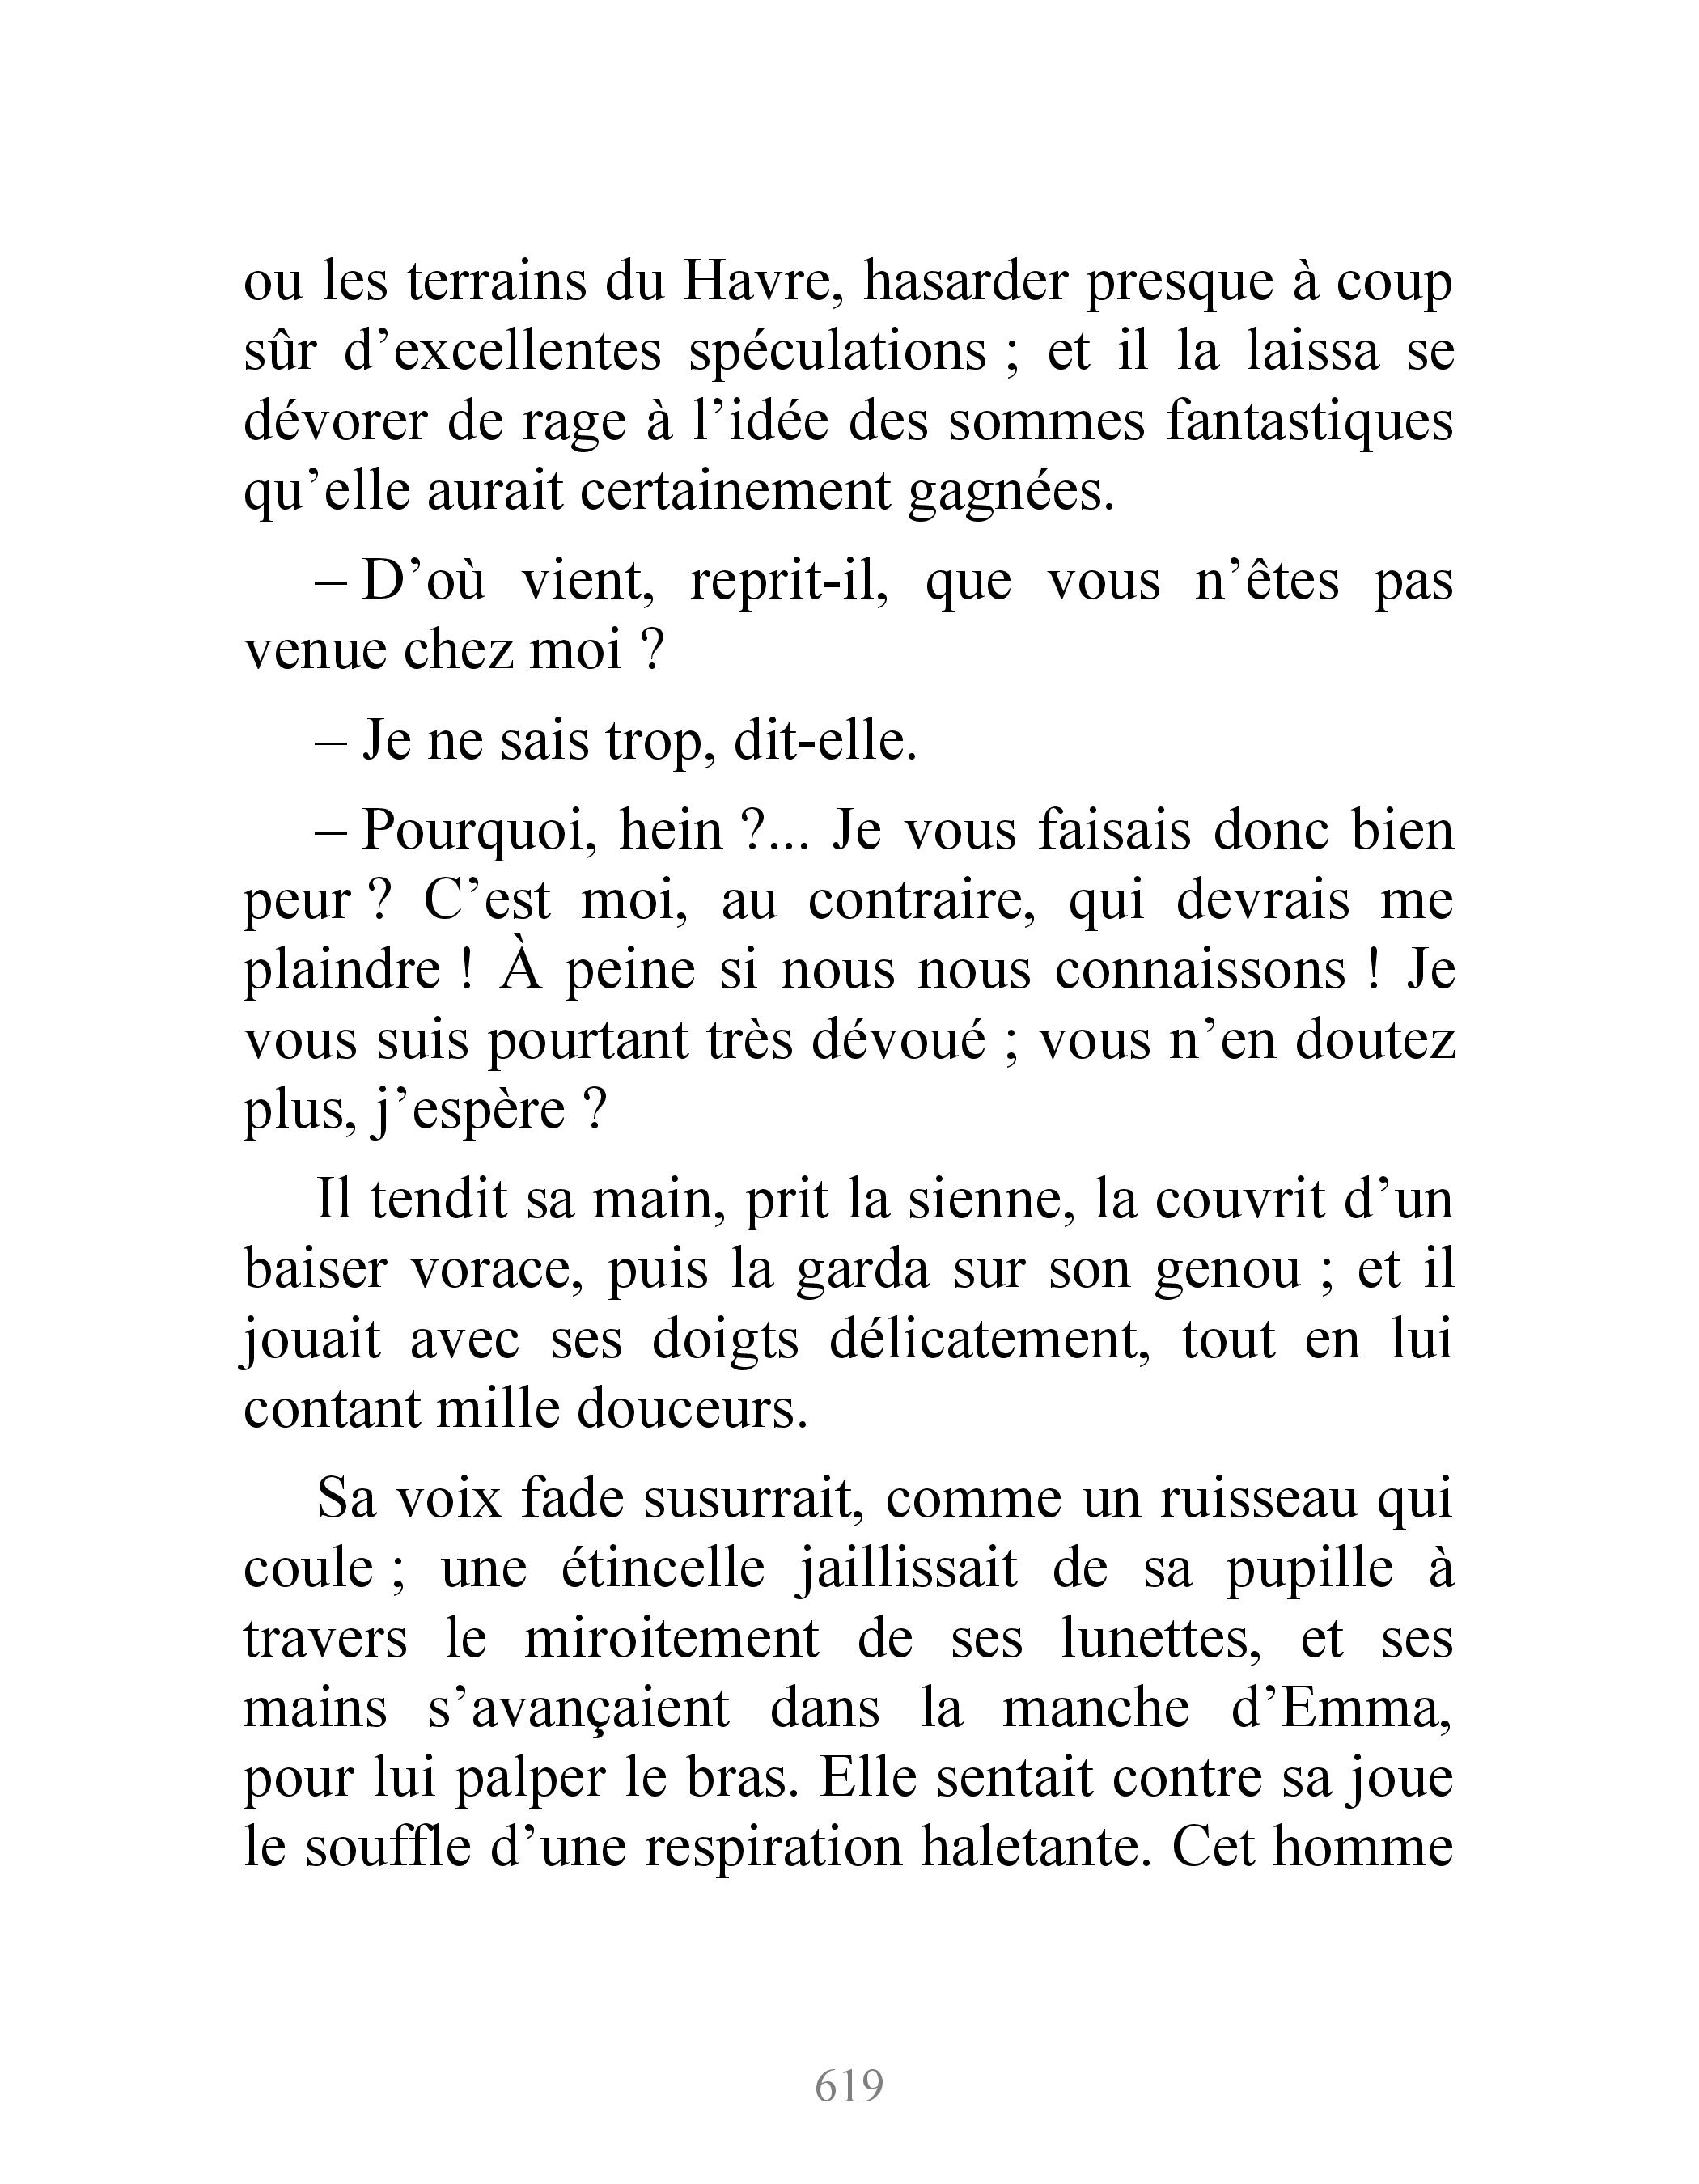 ou les terrains du Havre, hasarder presque à coup
sûr d’excellentes spéculations ; et il la laissa se
dévorer de rage à l’idée des sommes fantastiques
qu’elle aurait certainement gagnées.
– D’où vient, reprit-il, que vous n’êtes pas
venue chez moi ?
– Je ne sais trop, dit-elle.
– Pourquoi, hein ?... Je vous faisais donc bien
peur ? C’est moi, au contraire, qui devrais me
plaindre ! À peine si nous nous connaissons ! Je
vous suis pourtant très dévoué ; vous n’en doutez
plus, j’espère ?
Il tendit sa main, prit la sienne, la couvrit d’un
baiser vorace, puis la garda sur son genou ; et il
jouait avec ses doigts délicatement, tout en lui
contant mille douceurs.
Sa voix fade susurrait, comme un ruisseau qui
coule ; une étincelle jaillissait de sa pupille à
travers le miroitement de ses lunettes, et ses
mains s’avançaient dans la manche d’Emma,
pour lui palper le bras. Elle sentait contre sa joue
le souffle d’une respiration haletante. Cet homme
619